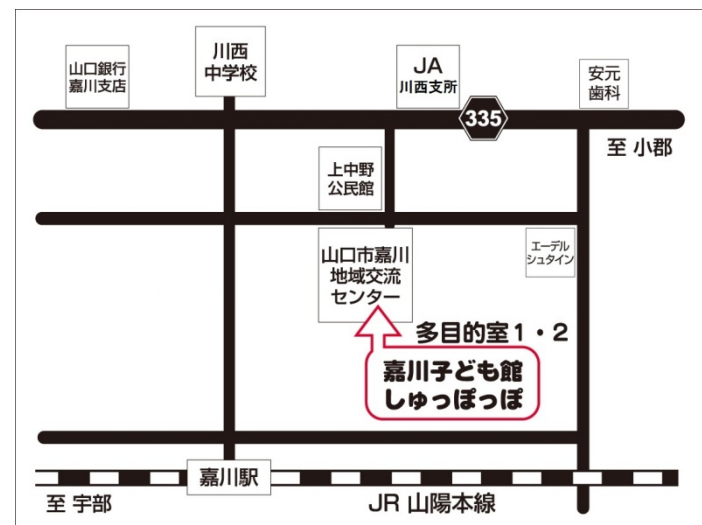 山口銀行
嘉川支店
川西
中学校
JA
川西支所
安元
歯科
335
至 小郡
上中野
公民館
山口市嘉川
地域交流
センター
エーデル
シュタイン
多目的室1・2
嘉川子ども館
しゅっぽっぽ
嘉川駅
至 宇部
JR 山陽本線